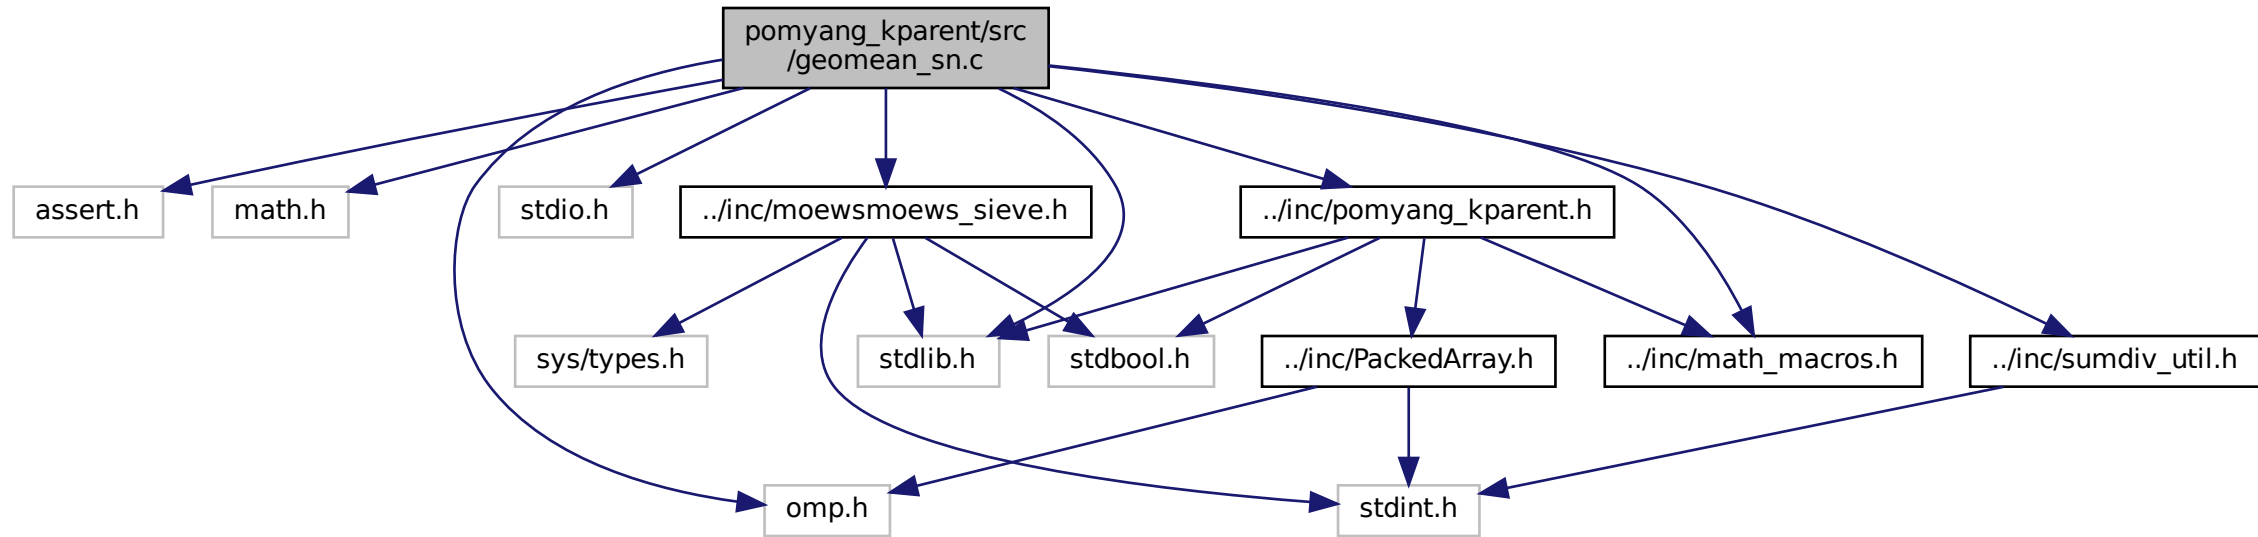 pomyang_kparent/src
/geomean_sn.c
assert.h
math.h
stdio.h
../inc/moewsmoews_sieve.h
../inc/pomyang_kparent.h
sys/types.h
stdlib.h
stdbool.h
../inc/PackedArray.h
../inc/math_macros.h
../inc/sumdiv_util.h
omp.h
stdint.h